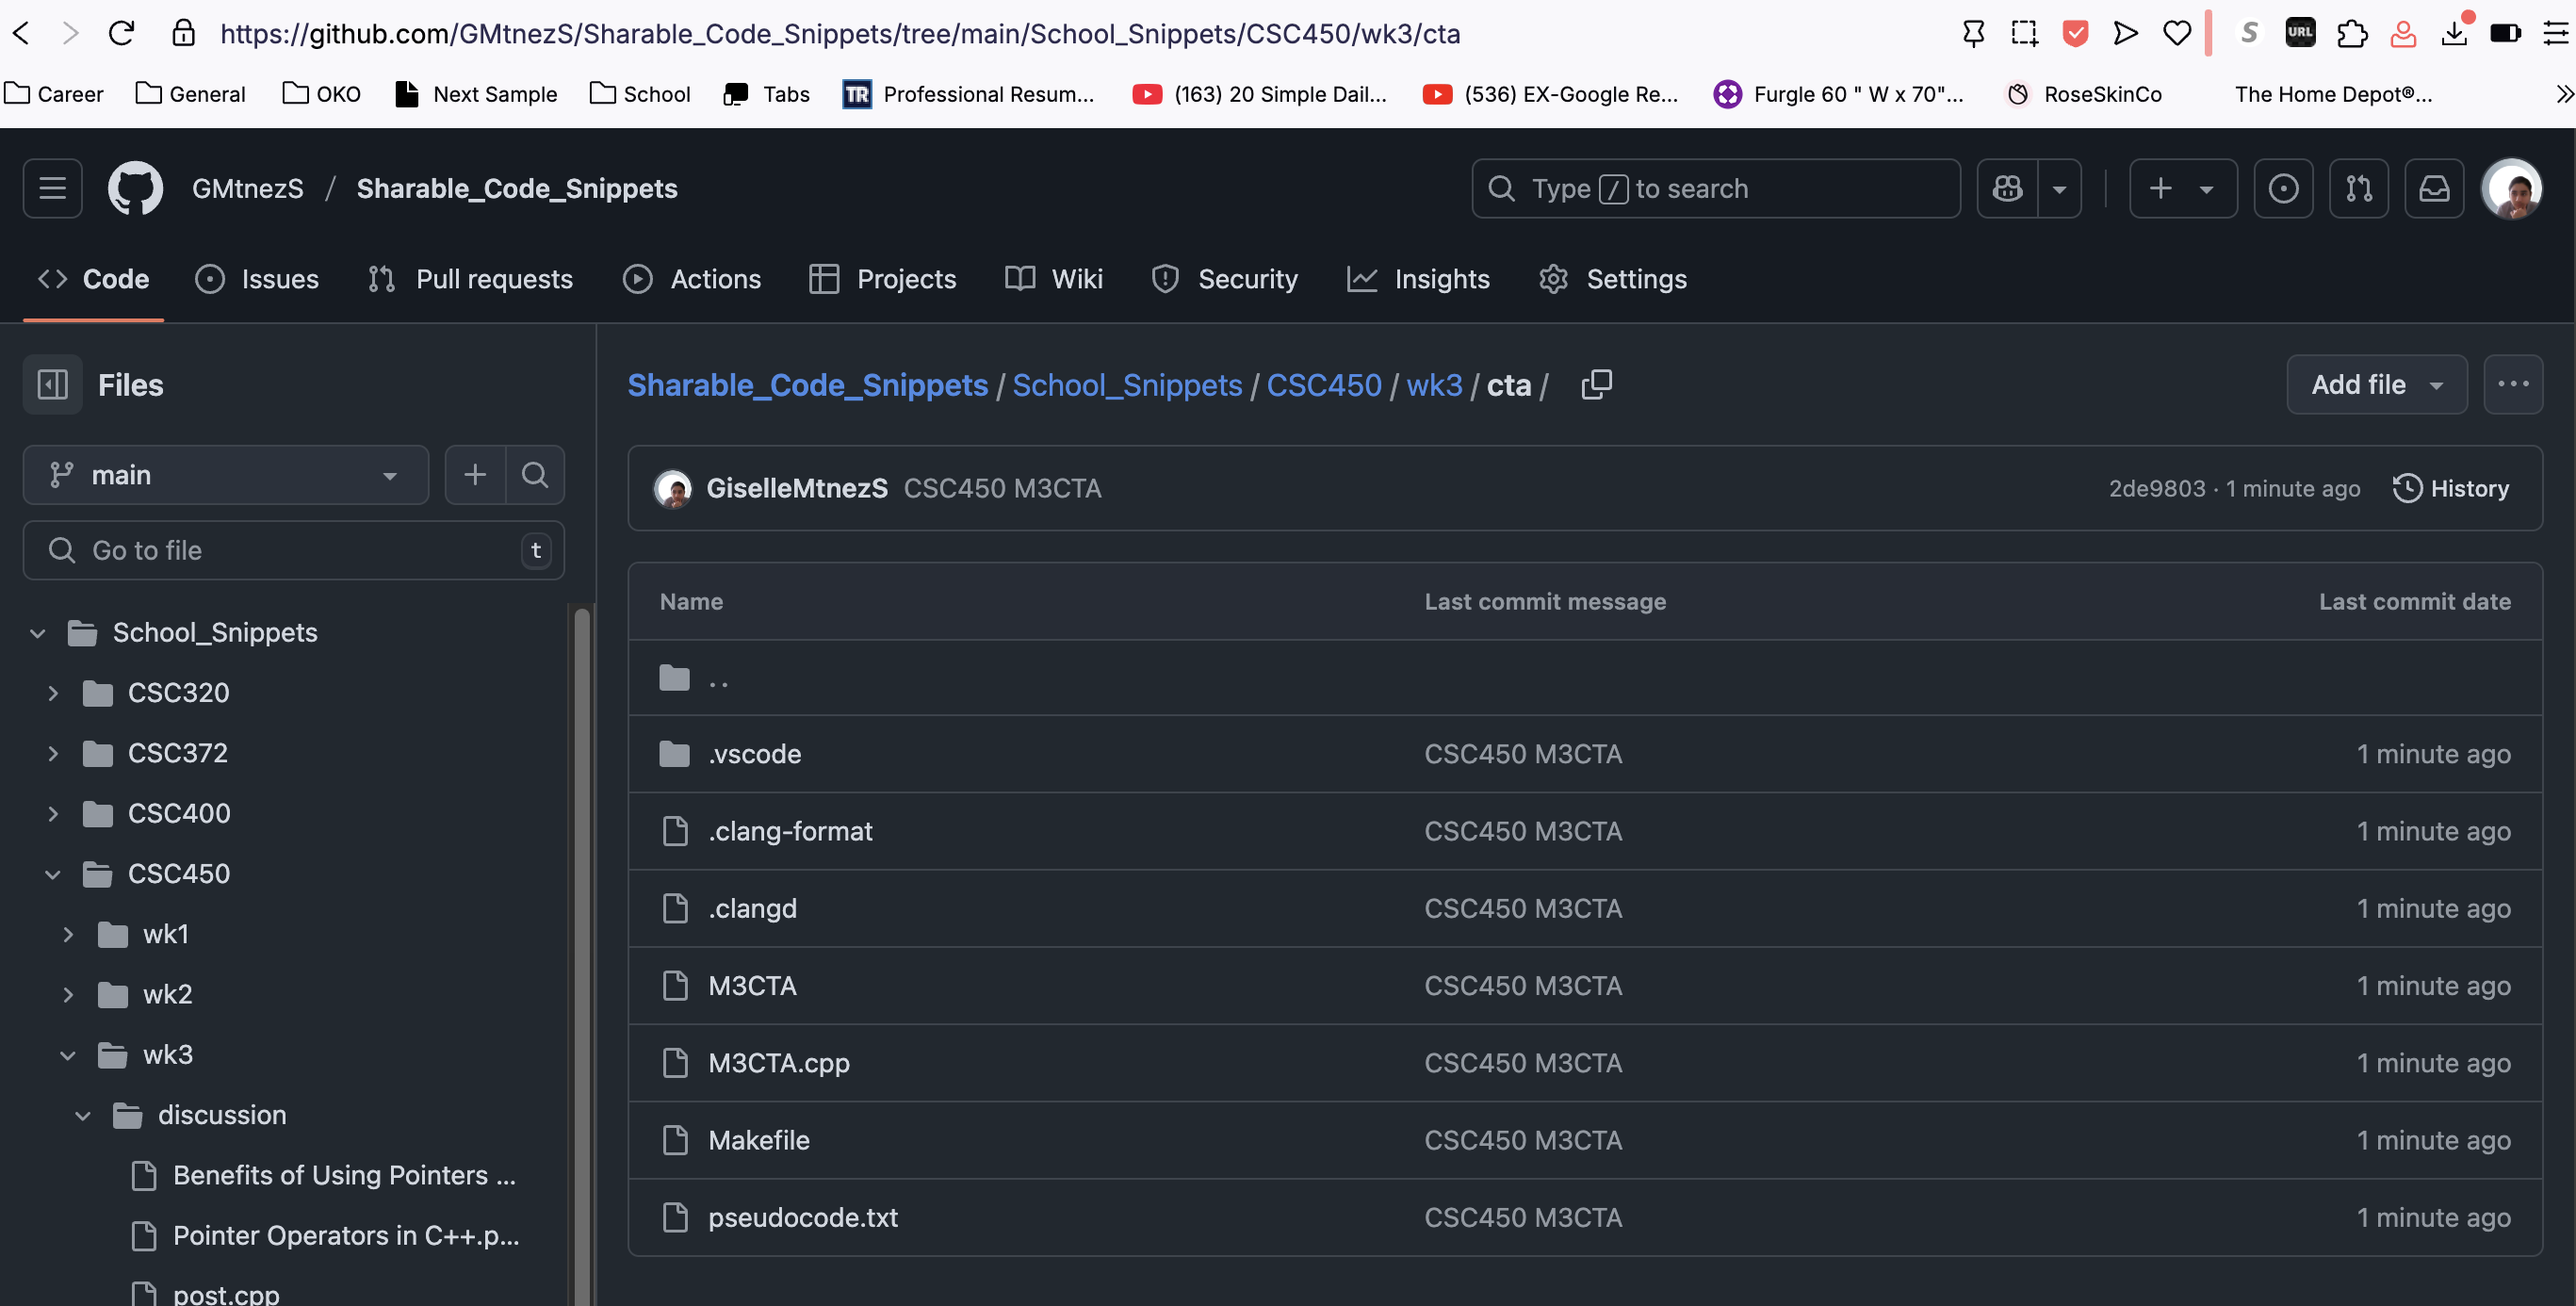 https://github.com/GMtnezS/Sharable_Code_Snippets/tree/main/School_Snippets/CSC450/wk3/cta
S
URL
Career General OKO Next Sample School Tabs TR Professional Resum... (163) 20 Simple Dail... (536) EX-Google Re... Furgle 60 " W x 70"... RoseSkinCo The Home Depot®...
GMtnezS / Sharable_Code_Snippets
Type / to search
Code Issues Pull requests Actions Projects Wiki Security Insights Settings
Files
main
Go to file t
School_Snippets
CSC320
CSC372
CSC400
CSC450
wk1
wk2
wk3
discussion
Benefits of Using Pointers ...
Pointer Operators in C++.p...
post.cpp
Sharable_Code_Snippets / School_Snippets / CSC450 / wk3 / cta /
Add file
GiselleMtnezS CSC450 M3CTA
2de9803 · 1 minute ago History
Name Last commit message Last commit date
..
.vscode CSC450 M3CTA 1 minute ago
.clang-format CSC450 M3CTA 1 minute ago
.clangd CSC450 M3CTA 1 minute ago
M3CTA CSC450 M3CTA 1 minute ago
M3CTA.cpp CSC450 M3CTA 1 minute ago
Makefile CSC450 M3CTA 1 minute ago
pseudocode.txt CSC450 M3CTA 1 minute ago